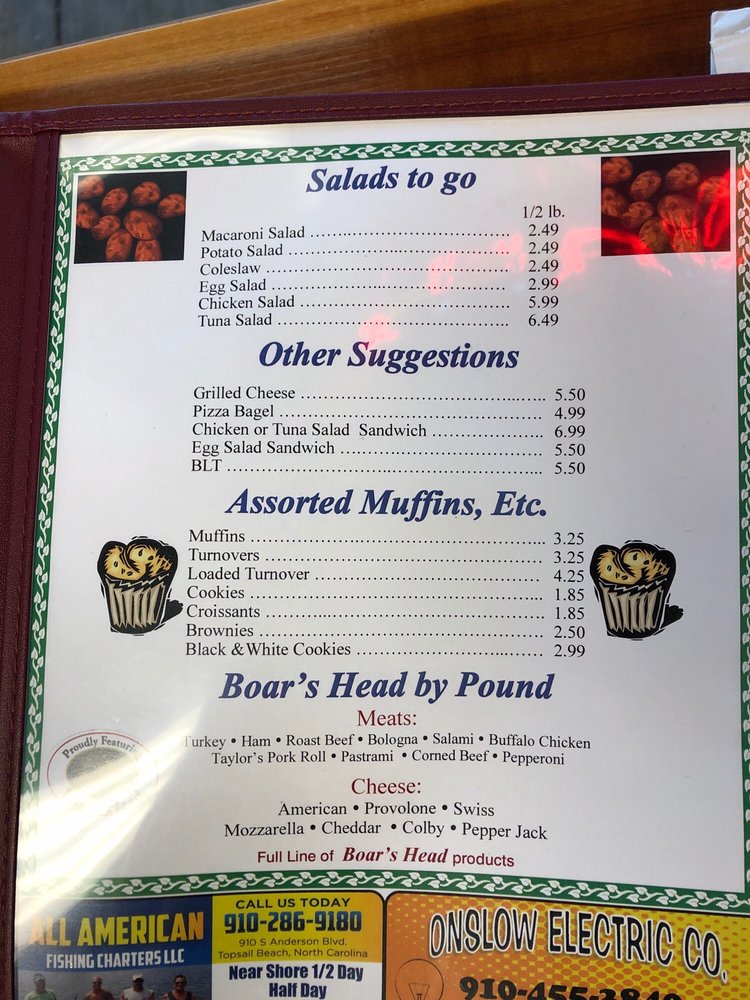 Salads to go
1/2 lb.
Macaroni Salad 2.49
Potato Salad 2.49
Coleslaw 2.49
Egg Salad 2.99
Chicken Salad 5.99
Tuna Salad 6.49
Other Suggestions
Grilled Cheese 5.50
Pizza Bagel 4.99
Chicken or Tuna Salad Sandwich 6.99
Egg Salad Sandwich 5.50
BLT 5.50
Assorted Muffins, Etc.
Muffins 3.25
Turnovers 3.25
Loaded Turnover 4.25
Cookies 1.85
Croissants 1.85
Brownies 2.50
Black & White Cookies 2.99
Boar's Head by Pound
Meats:
Turkey • Ham • Roast Beef • Bologna • Salami • Buffalo Chicken
Taylor's Pork Roll • Pastrami • Corned Beef • Pepperoni
Proudly
Cheese:
American • Provolone • Swiss
Mozzarella • Cheddar • Colby • Pepper Jack
Full Line of Boar's Head products
ALL AMERICAN
FISHING CHARTERS LLC
CALL US TODAY
910-286-9180
910 S Anderson Blvd.
Topsail Beach, North Carolina
Near Shore 1/2 Day
Half Day
ONSLOW ELECTRIC CO.